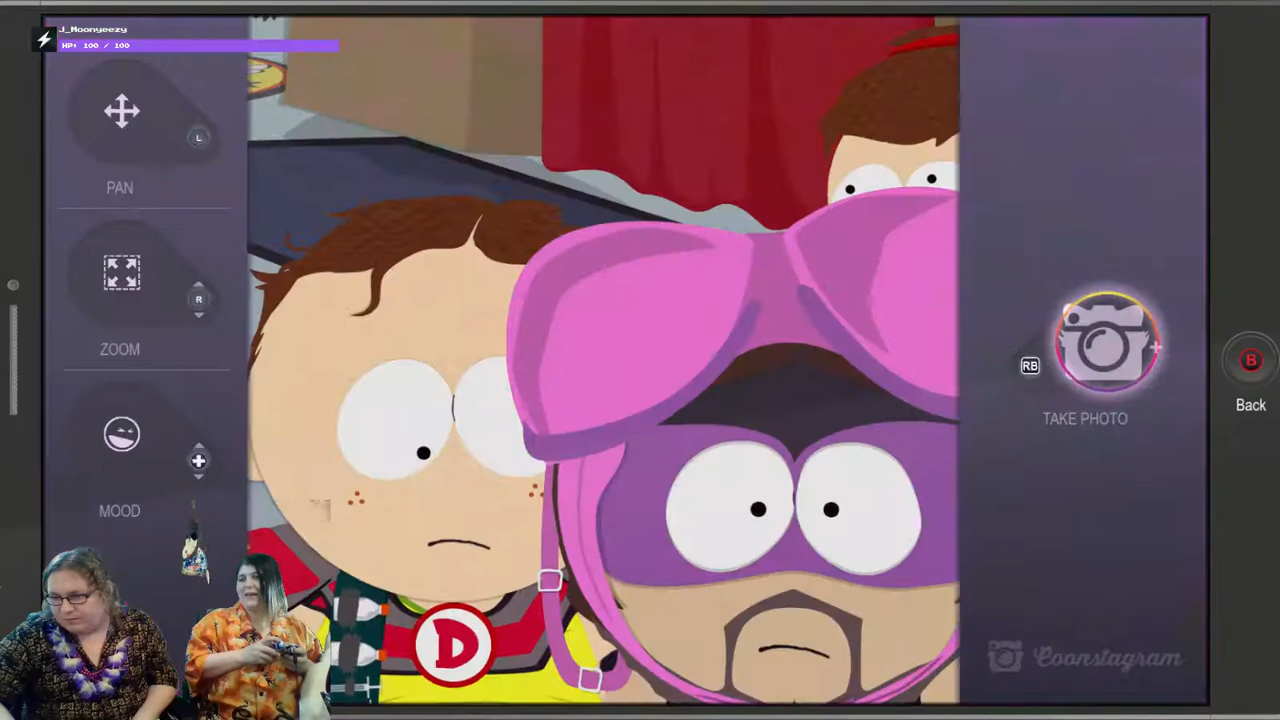 J_Moonyeezy
HP: 100 / 100
L
PAN
R
ZOOM
MOOD
RB
TAKE PHOTO
B
Back
D
Coonstagram